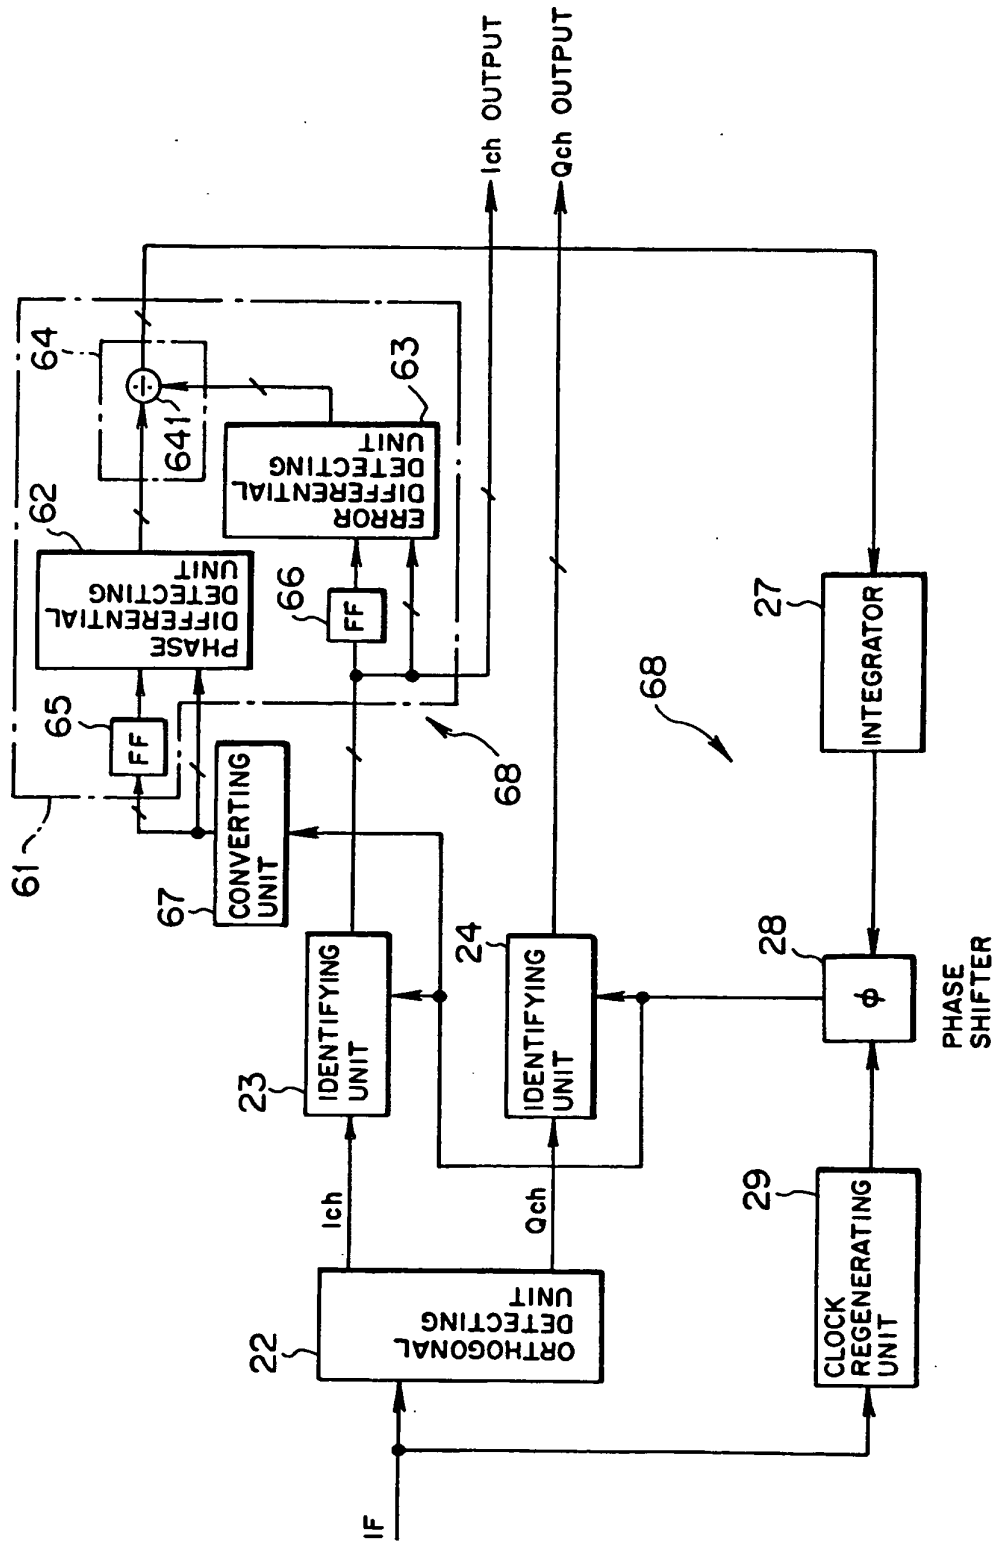 IF
22
ORTHOGONAL
DETECTING
UNIT
Ich
Qch
23
IDENTIFYING
UNIT
24
IDENTIFYING
UNIT
29
CLOCK
REGENERATING
UNIT
28
φ
PHASE
SHIFTER
27
INTEGRATOR
67
CONVERTING
UNIT
61
65
FF
62
PHASE
DIFFERENTIAL
DETECTING
UNIT
66
FF
63
ERROR
DIFFERENTIAL
DETECTING
UNIT
64
÷
641
68
68
Ich OUTPUT
Qch OUTPUT